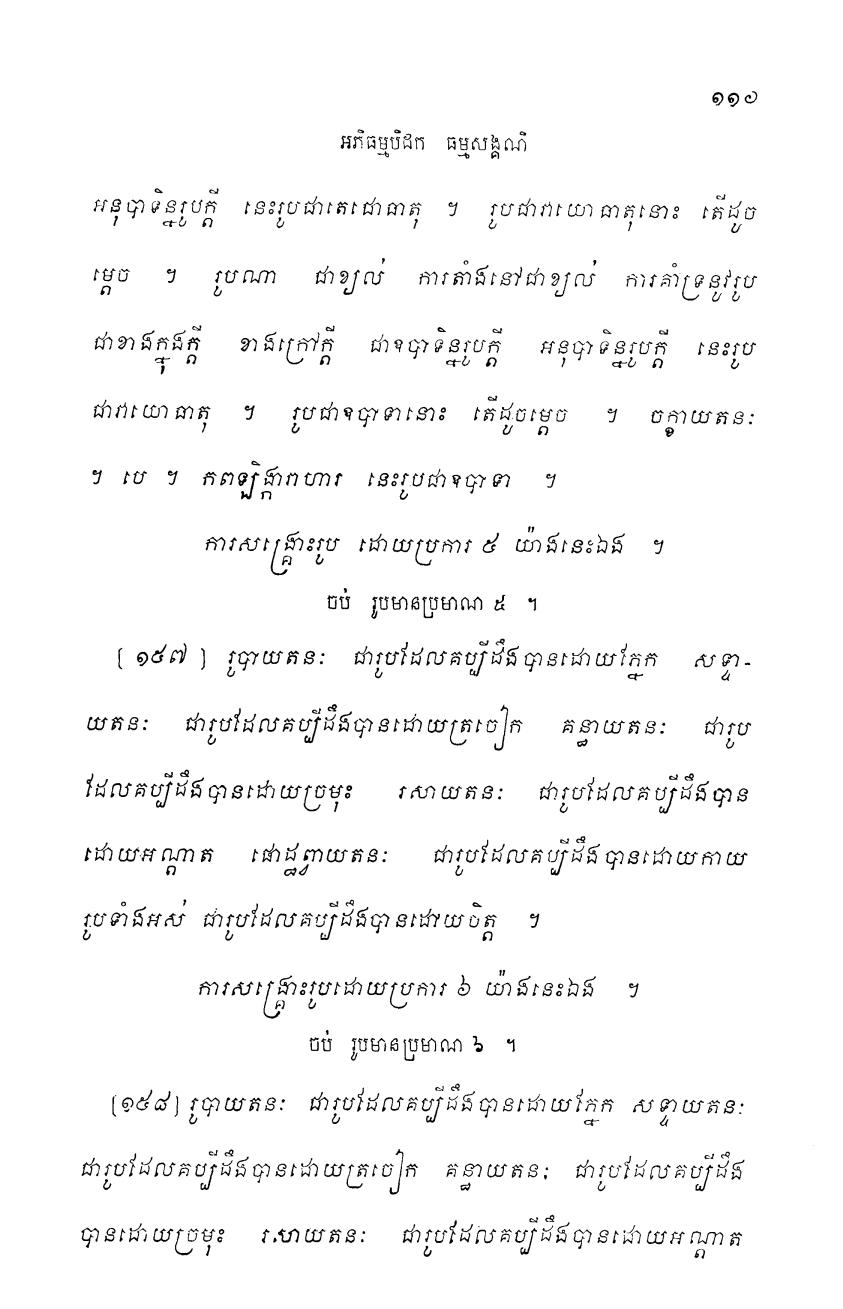 ១១០
អភិធម្មបិដក ធម្មសង្គណី
អនុបាទិន្នរូបក្តី នេះរូបជាតេជោធាតុ ។ រូបជាវាយោធាតុនោះ តើដូច
ម្តេច ។ រូបណា ជាខ្យល់ ការតាំងនៅជាខ្យល់ ការគាំទ្រនូវរូប
ជាខាងក្នុងក្តី ខាងក្រៅក្តី ជាឧបាទិន្នរូបក្តី អនុបាទិន្នរូបក្តី នេះរូប
ជាវាយោធាតុ ។ រូបជាឧបាទានោះ តើដូចម្តេច ។ ចក្ខាយតនៈ
។ បេ ។ កពឡិង្ការាហារ នេះរូបជាឧបាទា ។
ការសង្គ្រោះរូប ដោយប្រការ ៥ យ៉ាងនេះឯង ។
ចប់ រូបមានប្រមាណ ៥ ។
[ ១៥៧ ] រូបាយតនៈ ជារូបដែលគប្បីដឹងបានដោយភ្នែក សទ្ទា-
យតនៈ ជារូបដែលគប្បីដឹងបានដោយត្រចៀក គន្ធាយតនៈ ជារូប
ដែលគប្បីដឹងបានដោយច្រមុះ រសាយតនៈ ជារូបដែលគប្បីដឹងបាន
ដោយអណ្តាត ផោដ្ឋព្វាយតនៈ ជារូបដែលគប្បីដឹងបានដោយកាយ
រូបទាំងអស់ ជារូបដែលគប្បីដឹងបានដោយចិត្ត ។
ការសង្គ្រោះរូបដោយប្រការ ៦ យ៉ាងនេះឯង ។
ចប់ រូបមានប្រមាណ ៦ ។
[១៥៨] រូបាយតនៈ ជារូបដែលគប្បីដឹងបានដោយភ្នែក សទ្ទាយតនៈ
ជារូបដែលគប្បីដឹងបានដោយត្រចៀក គន្ធាយតនៈ ជារូបដែលគប្បីដឹង
បានដោយច្រមុះ រសាយតនៈ ជារូបដែលគប្បីដឹងបានដោយអណ្តាត